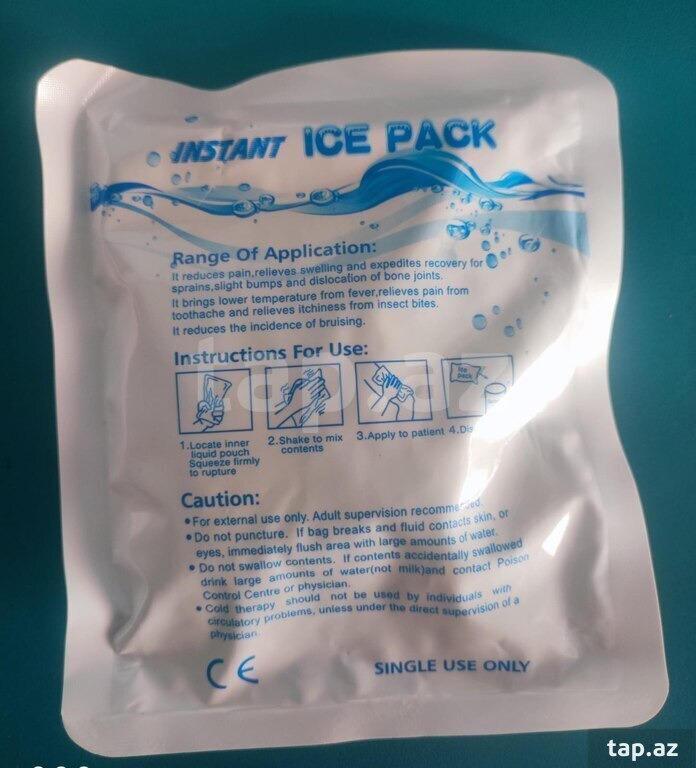 INSTANT ICE PACK
Range Of Application:
It reduces pain,relieves swelling and expedites recovery for
sprains,slight bumps and dislocation of bone joints.
It brings lower temperature from fever,relieves pain from
toothache and relieves itchiness from insect bites.
It reduces the incidence of bruising.
Instructions For Use:
Ice
pack
1.Locate inner
liquid pouch
Squeeze firmly
to rupture
2.Shake to mix
contents
3.Apply to patient
4.
Caution:
•For external use only. Adult supervision recommended.
•Do not puncture. If bag breaks and fluid contacts skin, or
eyes, immediately flush area with large amounts of water.
• Do not swallow contents. If contents accidentally swallowed
drink large amounts of water(not milk)and contact Poison
Control Centre or physician.
• Cold therapy should not be used by individuals with
circulatory problems, unless under the direct supervision of a
physician.
CE
SINGLE USE ONLY
tap.az
tap.az